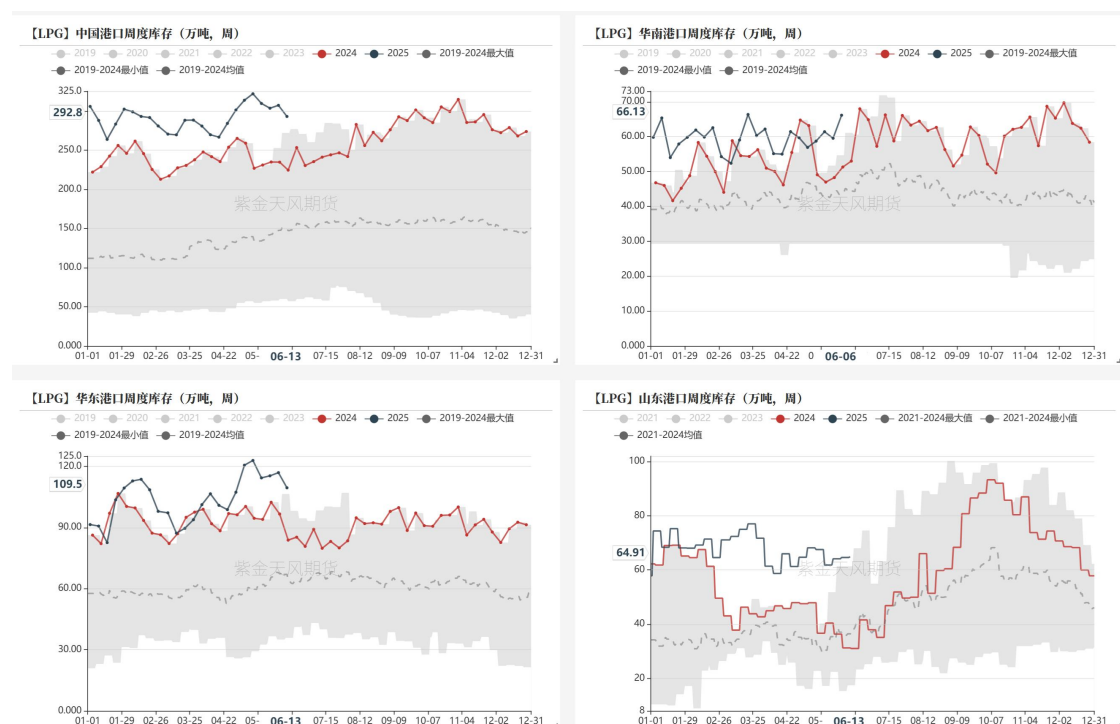 【LPG】中国港口周度库存（万吨，周）
2019 2020 2021 2022 2023 2024 2025 2019-2024最大值
2019-2024最小值 2019-2024均值
325.0
292.8
250.0
200.0
150.0
100.0
50.00
0.000
紫金天风期货
01-01 01-29 02-26 03-25 04-22 05- 06-13 07-15 08-12 09-09 10-07 11-04 12-02 12-31
【LPG】华南港口周度库存（万吨，周）
2019 2020 2021 2022 2023 2024 2025 2019-2024最大值
2019-2024最小值 2019-2024均值
73.00
70.00
66.13
60.00
50.00
40.00
30.00
20.00
10.00
0.000
紫金天风期货
01-01 01-29 02-26 03-25 04-22 0 06-06 07-15 08-12 09-09 10-07 11-04 12-02 12-31
【LPG】华东港口周度库存（万吨，周）
2019 2020 2021 2022 2023 2024 2025 2019-2024最大值
2019-2024最小值 2019-2024均值
125.0
120.0
109.5
90.00
60.00
30.00
0.000
紫金天风期货
01-01 01-29 02-26 03-25 04-22 05- 06-13 07-15 08-12 09-09 10-07 11-04 12-02 12-31
【LPG】山东港口周度库存（万吨，周）
2021 2022 2023 2024 2025 2021-2024最大值 2021-2024最小值
2021-2024均值
100
80
64.91
60
40
20
8
紫金天风期货
01-01 01-29 02-26 03-25 04-22 05- 06-13 07-15 08-12 09-09 10-07 11-04 12-02 12-31